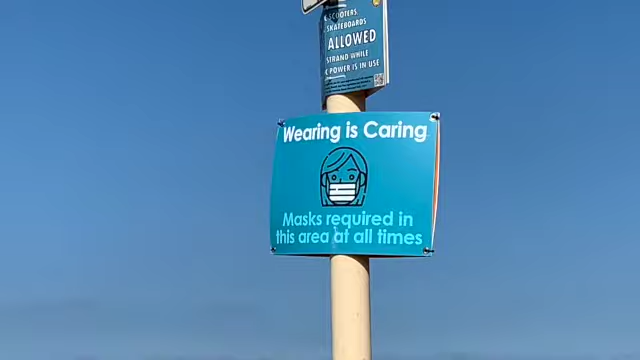 SCOOTERS
SKATEBOARDS
ALLOWED
STRAND WHILE
POWER IS IN USE
Wearing is Caring
Masks required in
this area at all times